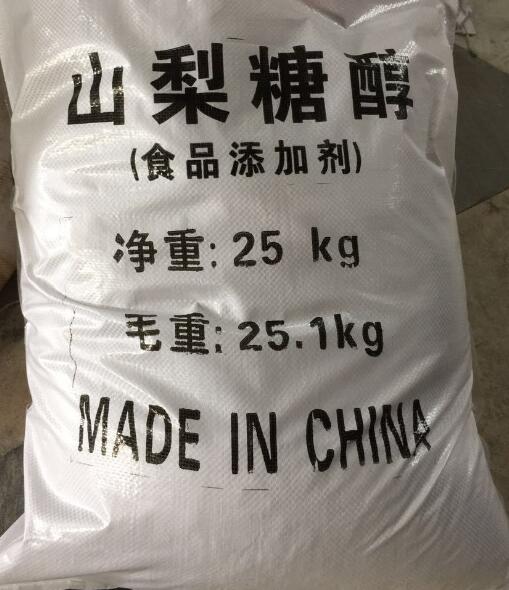 山梨糖醇
(食品添加剂)
净重: 25 kg
毛重: 25.1kg
MADE IN CHINA